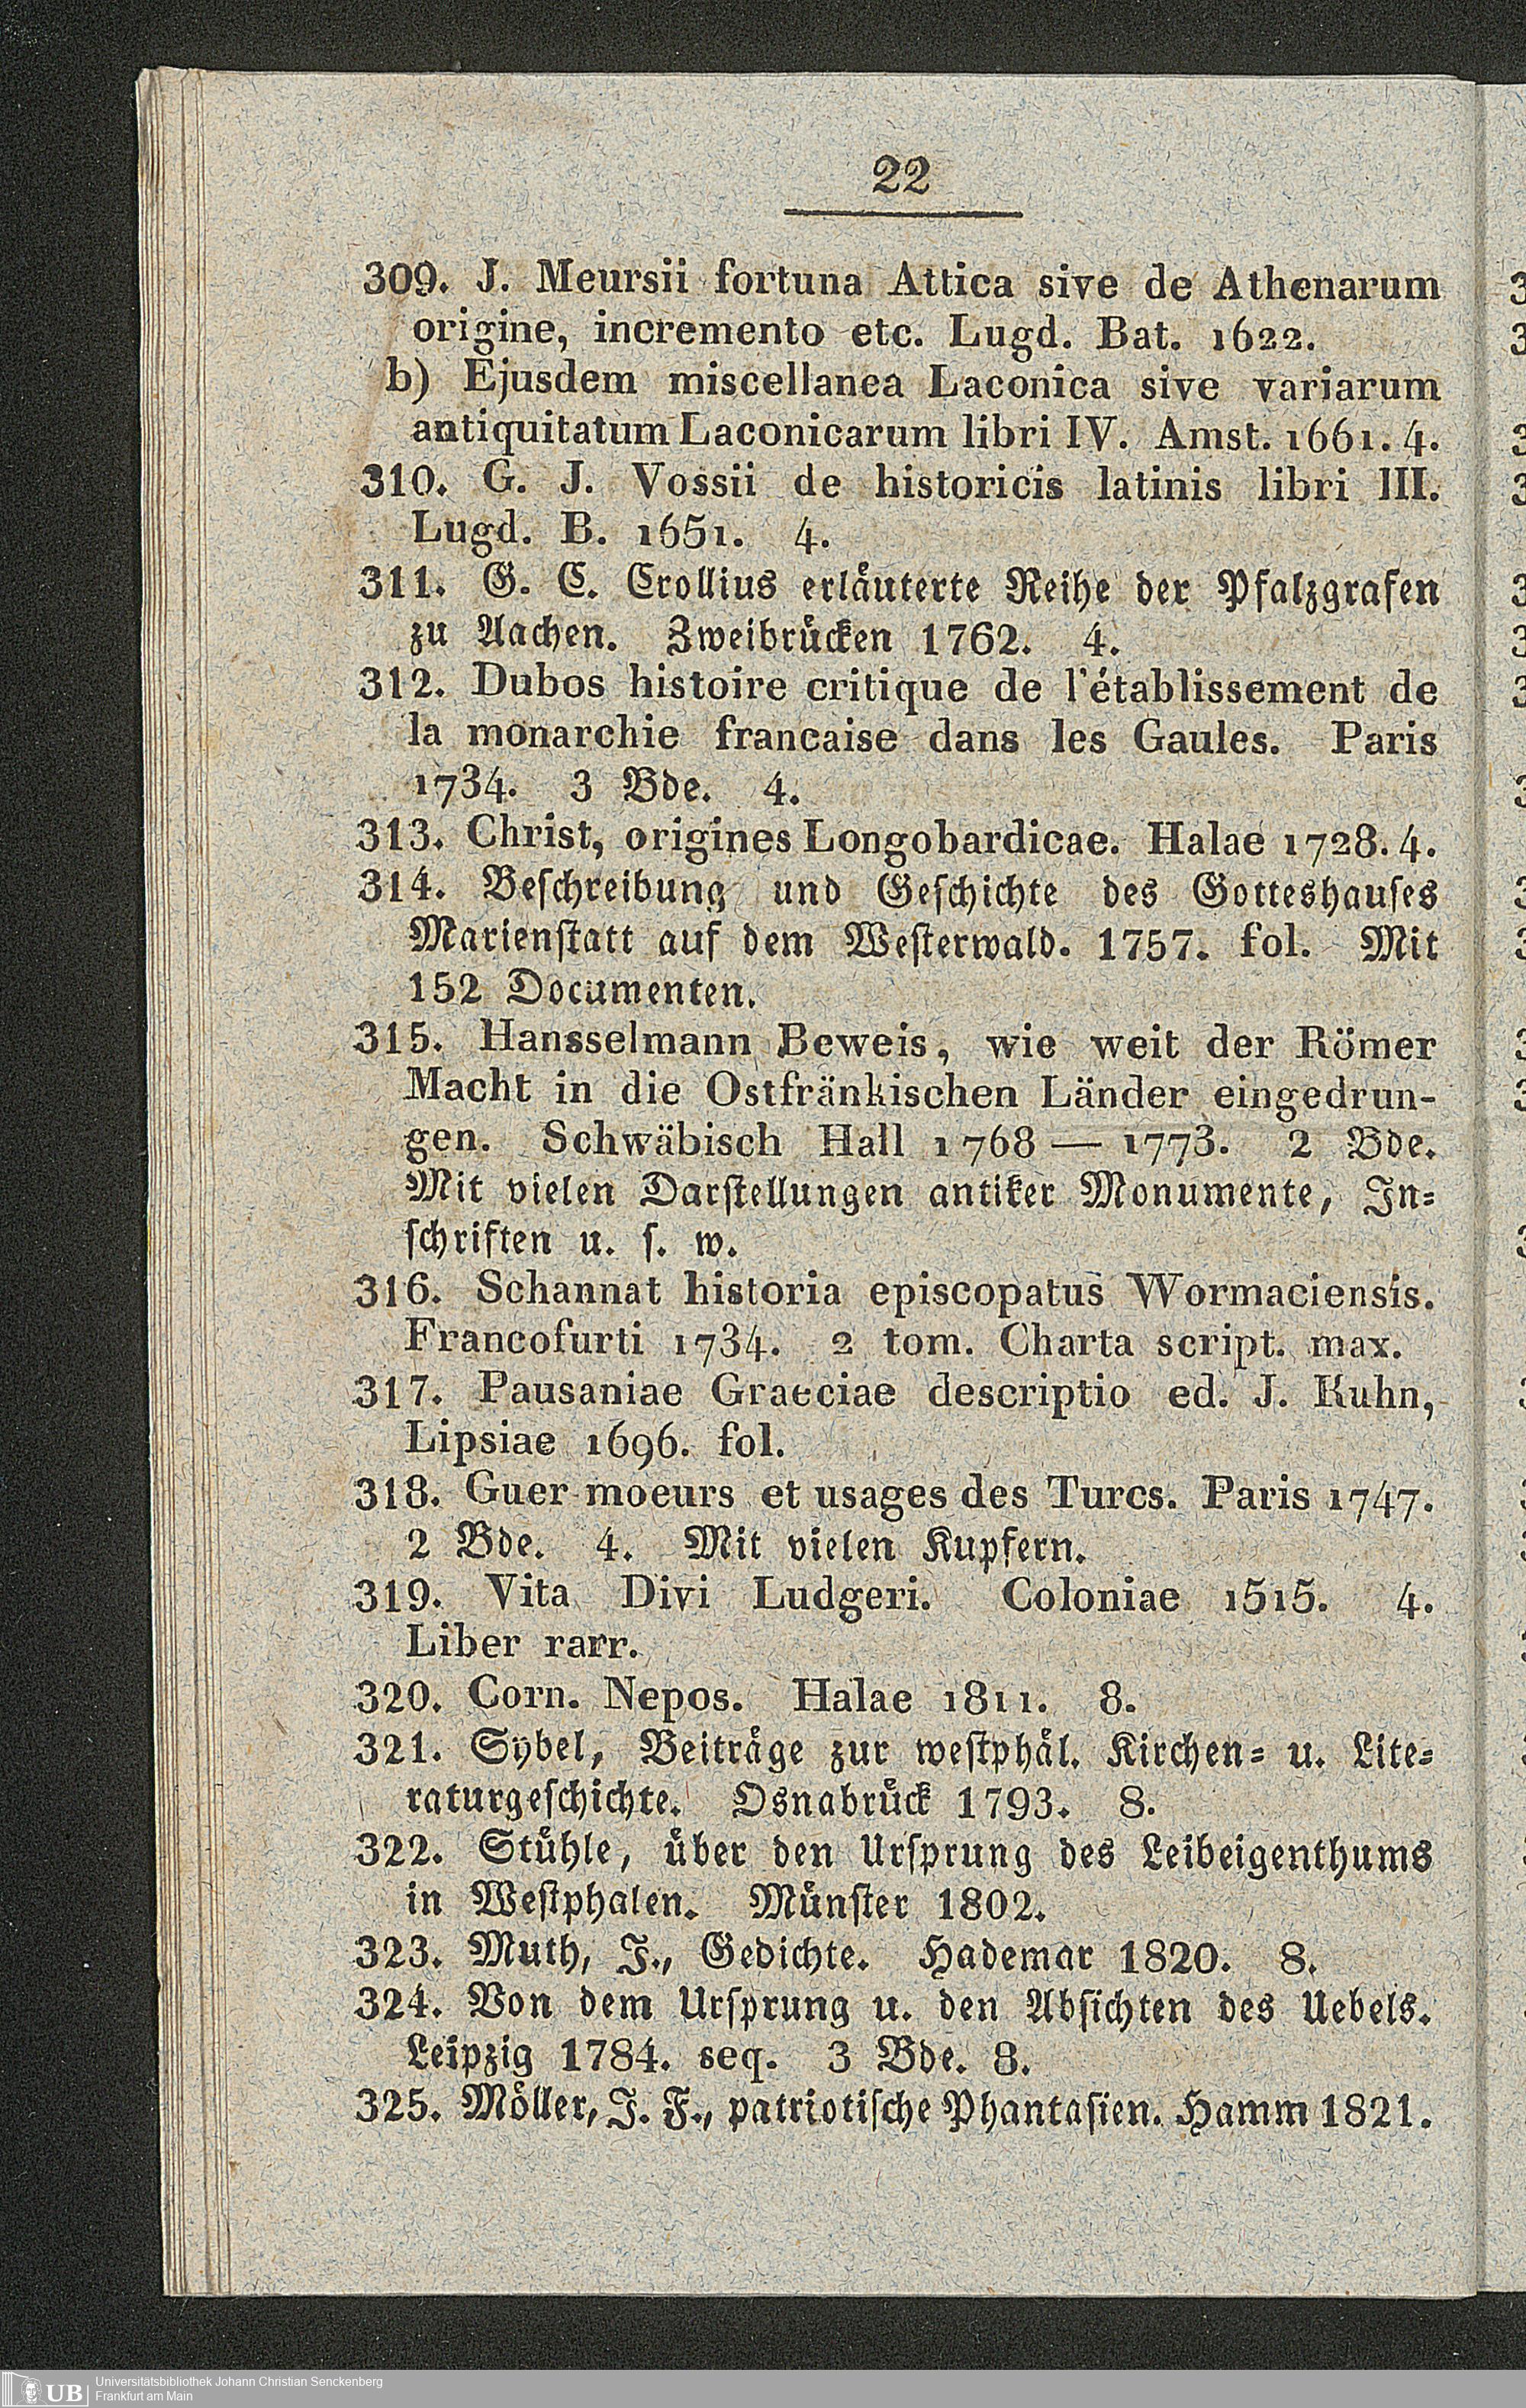 22
309. J. Meursii fortuna Attica sive de Athenarum
origine, incremento etc. Lugd. Bat. 1622.
b) Ejusdem miscellanea Laconica sive variarum
antiquitatum Laconicarum libri IV. Amst. 1661. 4.
310. G. J. Vossii de historicis latinis libri III.
Lugd. B. 1651. 4.
311. G. C. Crollius erläuterte Reihe der Pfalzgrafen
zu Aachen. Zweibrücken 1762. 4.
312. Dubos histoire critique de l'établissement de
la monarchie francaise dans les Gaules. Paris
1734. 3 Bde. 4.
313. Christ, origines Longobardicae. Halae 1728. 4.
314. Beschreibung und Geschichte des Gotteshauses
Marienstatt auf dem Westerwald. 1757. fol. Mit
152 Documenten.
315. Hansselmann Beweis, wie weit der Römer
Macht in die Ostfränkischen Länder eingedrun-
gen. Schwäbisch Hall 1768 — 1773. 2 Bde.
Mit vielen Darstellungen antiker Monumente, In-
schriften u. s. w.
316. Schannat historia episcopatus Wormaciensis.
Francofurti 1734. 2 tom. Charta script. max.
317. Pausaniae Graeciae descriptio ed. J. Kuhn,
Lipsiae 1696. fol.
318. Guer moeurs et usages des Turcs. Paris 1747.
2 Bde. 4. Mit vielen Kupfern.
319. Vita Divi Ludgeri. Coloniae 1515. 4.
Liber rarr.
320. Corn. Nepos. Halae 1811. 8.
321. Sybel, Beiträge zur westphäl. Kirchen- u. Lite-
raturgeschichte. Osnabrück 1793. 8.
322. Stühle, über den Ursprung des Leibeigenthums
in Westphalen. Münster 1802.
323. Muth, J., Gedichte. Hademar 1820. 8.
324. Von dem Ursprung u. den Absichten des Uebels.
Leipzig 1784. seq. 3 Bde. 8.
325. Möller, J. F., patriotische Phantasien. Hamm 1821.
UB Universitätsbibliothek Johann Christian Senckenberg
Frankfurt am Main